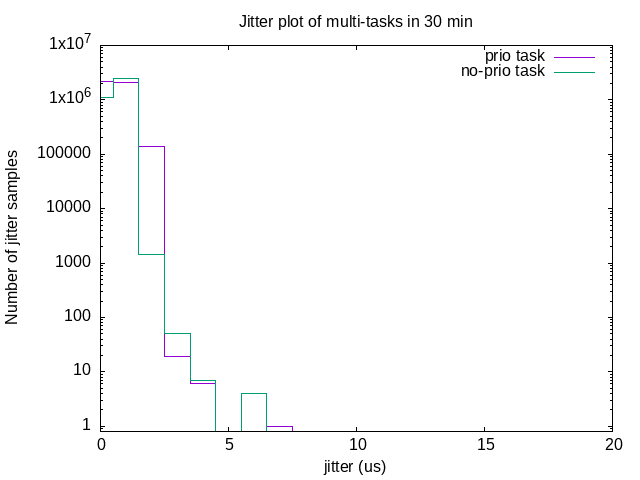 Jitter plot of multi-tasks in 30 min
prio task
no-prio task
Number of jitter samples
1x10^7
1x10^6
100000
10000
1000
100
10
1
0 5 10 15 20
jitter (us)